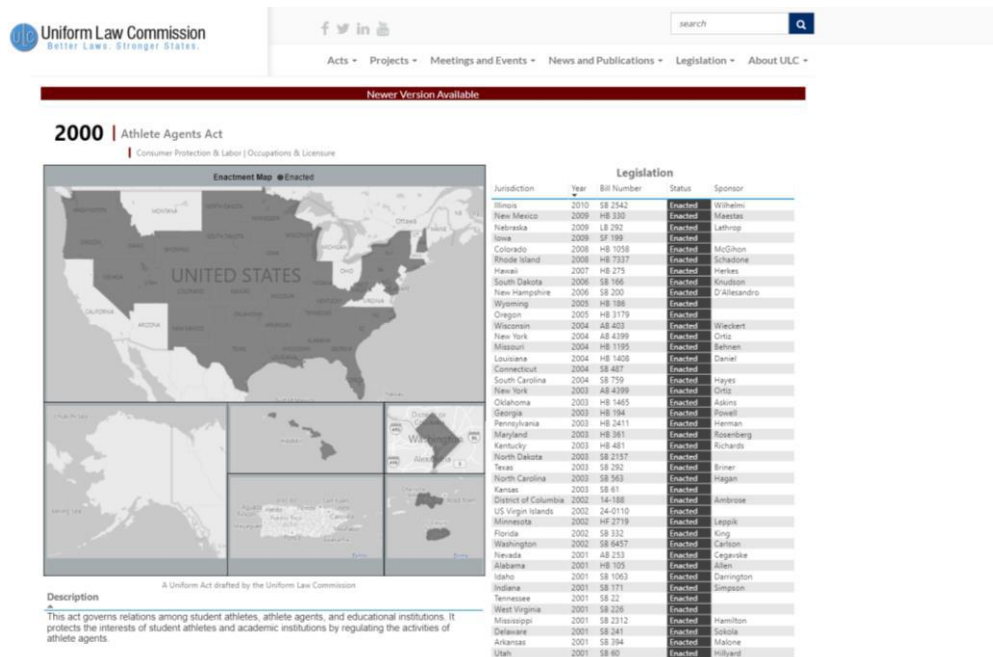 ULC Uniform Law Commission
Better Laws. Stronger States.
search
Acts Projects Meetings and Events News and Publications Legislation About ULC
Newer Version Available
2000 | Athlete Agents Act
Consumer Protection & Labor | Occupations & Licensure
Enactment Map Enacted
UNITED STATES
MONTANA
CALIFORNIA
ARIZONA
OHIO
VIRGINIA
Ottawa
A Uniform Act drafted by the Uniform Law Commission
Description
This act governs relations among student athletes, athlete agents, and educational institutions. It
protects the interests of student athletes and academic institutions by regulating the activities of
athlete agents.
Legislation
Jurisdiction Year Bill Number Status Sponsor
Illinois 2010 SB 2542 Enacted Wilhelmi
New Mexico 2009 HB 330 Enacted Maestas
Nebraska 2009 LB 292 Enacted Lathrop
Iowa 2009 SF 199 Enacted
Colorado 2008 HB 1058 Enacted McGihon
Rhode Island 2008 HB 7337 Enacted Schadone
Hawaii 2007 HB 275 Enacted Herkes
South Dakota 2006 SB 166 Enacted Knudson
New Hampshire 2006 SB 200 Enacted D'Allesandro
Wyoming 2005 HB 186 Enacted
Oregon 2005 HB 3179 Enacted
Wisconsin 2004 AB 403 Enacted Wieckert
New York 2004 AB 4399 Enacted Ortiz
Missouri 2004 HB 1195 Enacted Behnen
Louisiana 2004 HB 1408 Enacted Daniel
Connecticut 2004 SB 487 Enacted
South Carolina 2004 SB 759 Enacted Hayes
New York 2003 AB 4399 Enacted Ortiz
Oklahoma 2003 HB 1465 Enacted Askins
Georgia 2003 HB 194 Enacted Powell
Pennsylvania 2003 HB 2411 Enacted Herman
Maryland 2003 HB 361 Enacted Rosenberg
Kentucky 2003 HB 481 Enacted Richards
North Dakota 2003 SB 2157 Enacted
Texas 2003 SB 292 Enacted Briner
North Carolina 2003 SB 563 Enacted Hagan
Kansas 2003 SB 61 Enacted
District of Columbia 2002 14-188 Enacted Ambrose
US Virgin Islands 2002 24-0110 Enacted
Minnesota 2002 HF 2719 Enacted Leppik
Florida 2002 SB 332 Enacted King
Washington 2002 SB 6457 Enacted Carlson
Nevada 2001 AB 253 Enacted Cegavske
Alabama 2001 HB 105 Enacted Allen
Idaho 2001 SB 1063 Enacted Darrington
Indiana 2001 SB 171 Enacted Simpson
Tennessee 2001 SB 22 Enacted
West Virginia 2001 SB 226 Enacted
Mississippi 2001 SB 2312 Enacted Hamilton
Delaware 2001 SB 241 Enacted Sokola
Arkansas 2001 SB 394 Enacted Malone
Utah 2001 SB 60 Enacted Hillyard